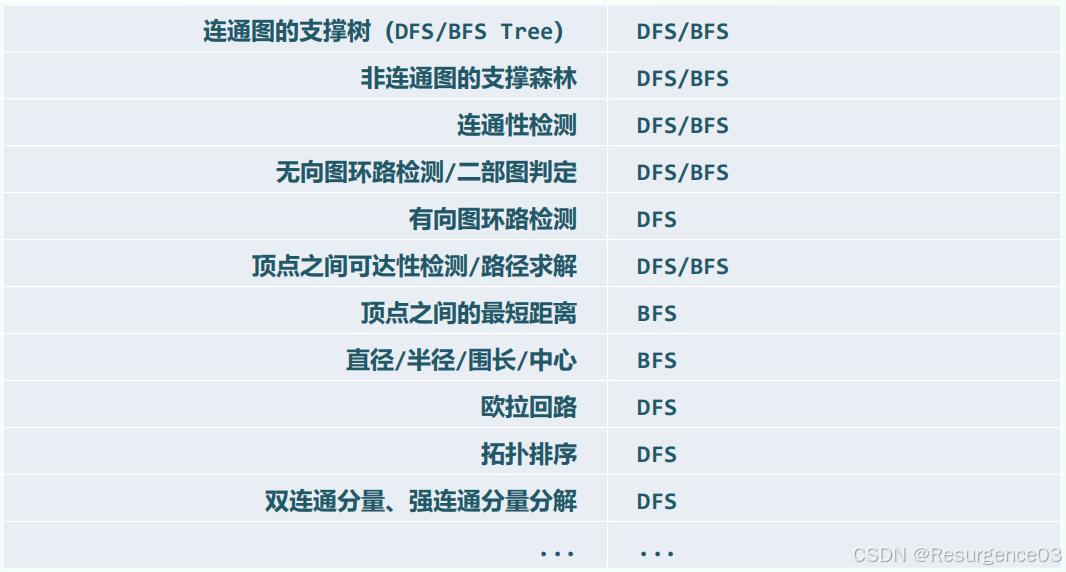 连通图的支撑树（DFS/BFS Tree） DFS/BFS
非连通图的支撑森林 DFS/BFS
连通性检测 DFS/BFS
无向图环路检测/二部图判定 DFS/BFS
有向图环路检测 DFS
顶点之间可达性检测/路径求解 DFS/BFS
顶点之间的最短距离 BFS
直径/半径/围长/中心 BFS
欧拉回路 DFS
拓扑排序 DFS
双连通分量、强连通分量分解 DFS
... ...
CSDN @Resurgence03